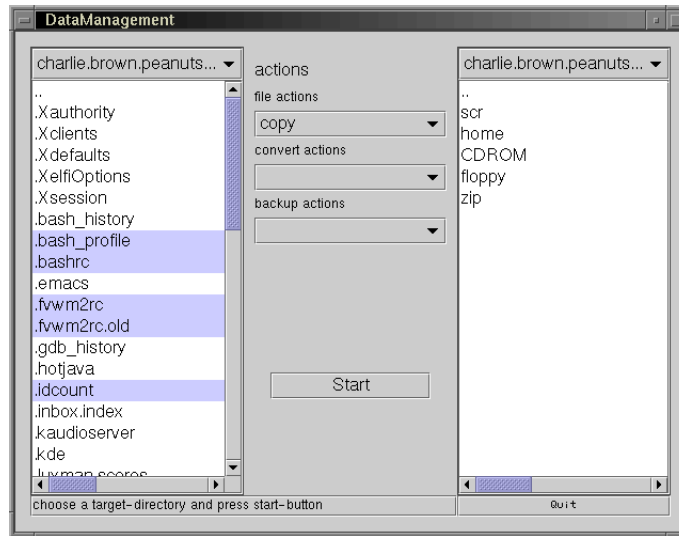 DataManagement
charlie.brown.peanuts...
..
.Xauthority
.Xclients
.Xdefaults
.XelfiOptions
.Xsession
.bash_history
.bash_profile
.bashrc
.emacs
.fvwm2rc
.fvwm2rc.old
.gdb_history
.hotjava
.idcount
.inbox.index
.kaudioserver
.kde
.luxman.scores
actions
file actions
copy
convert actions
backup actions
Start
charlie.brown.peanuts...
..
scr
home
CDROM
floppy
zip
choose a target-directory and press start-button
Quit